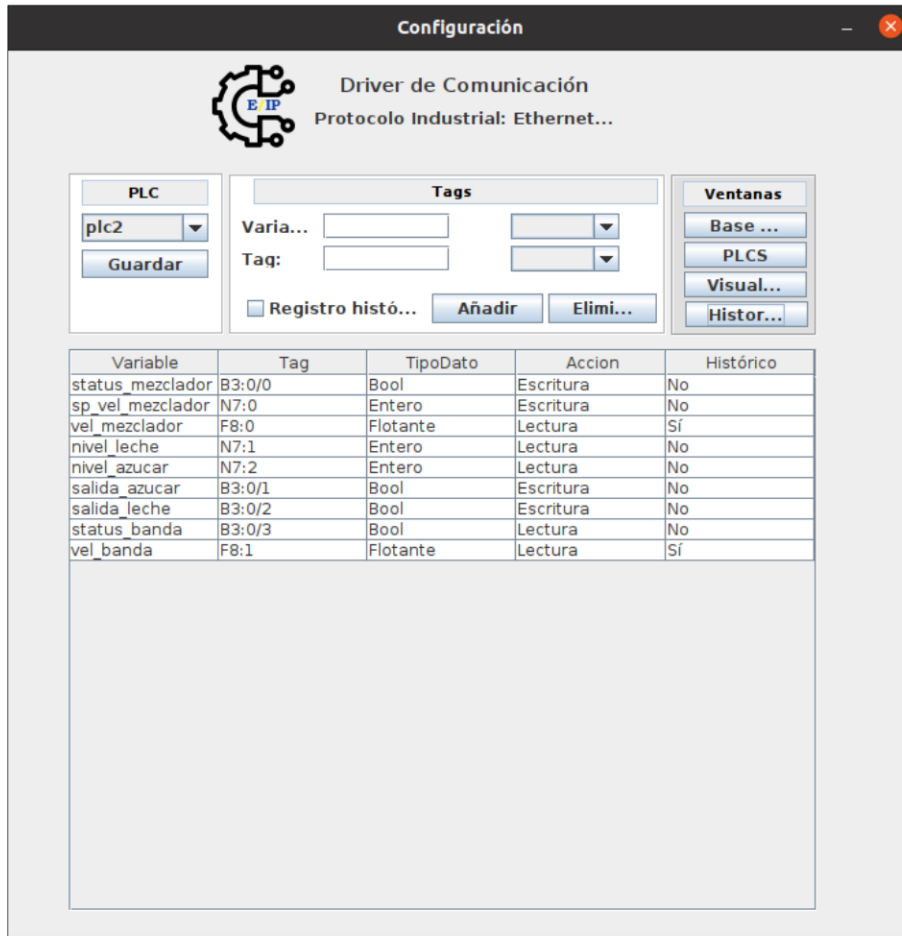 Configuración
E/IP
Driver de Comunicación
Protocolo Industrial: Ethernet...
PLC
plc2
Guardar
Tags
Varia...
Tag:
Registro histó... Añadir Elimi...
Ventanas
Base ...
PLCS
Visual...
Histor...
Variable Tag TipoDato Accion Histórico
status_mezclador B3:0/0 Bool Escritura No
sp_vel_mezclador N7:0 Entero Escritura No
vel_mezclador F8:0 Flotante Lectura Sí
nivel_leche N7:1 Entero Lectura No
nivel_azucar N7:2 Entero Lectura No
salida_azucar B3:0/1 Bool Escritura No
salida_leche B3:0/2 Bool Escritura No
status_banda B3:0/3 Bool Lectura No
vel_banda F8:1 Flotante Lectura Sí